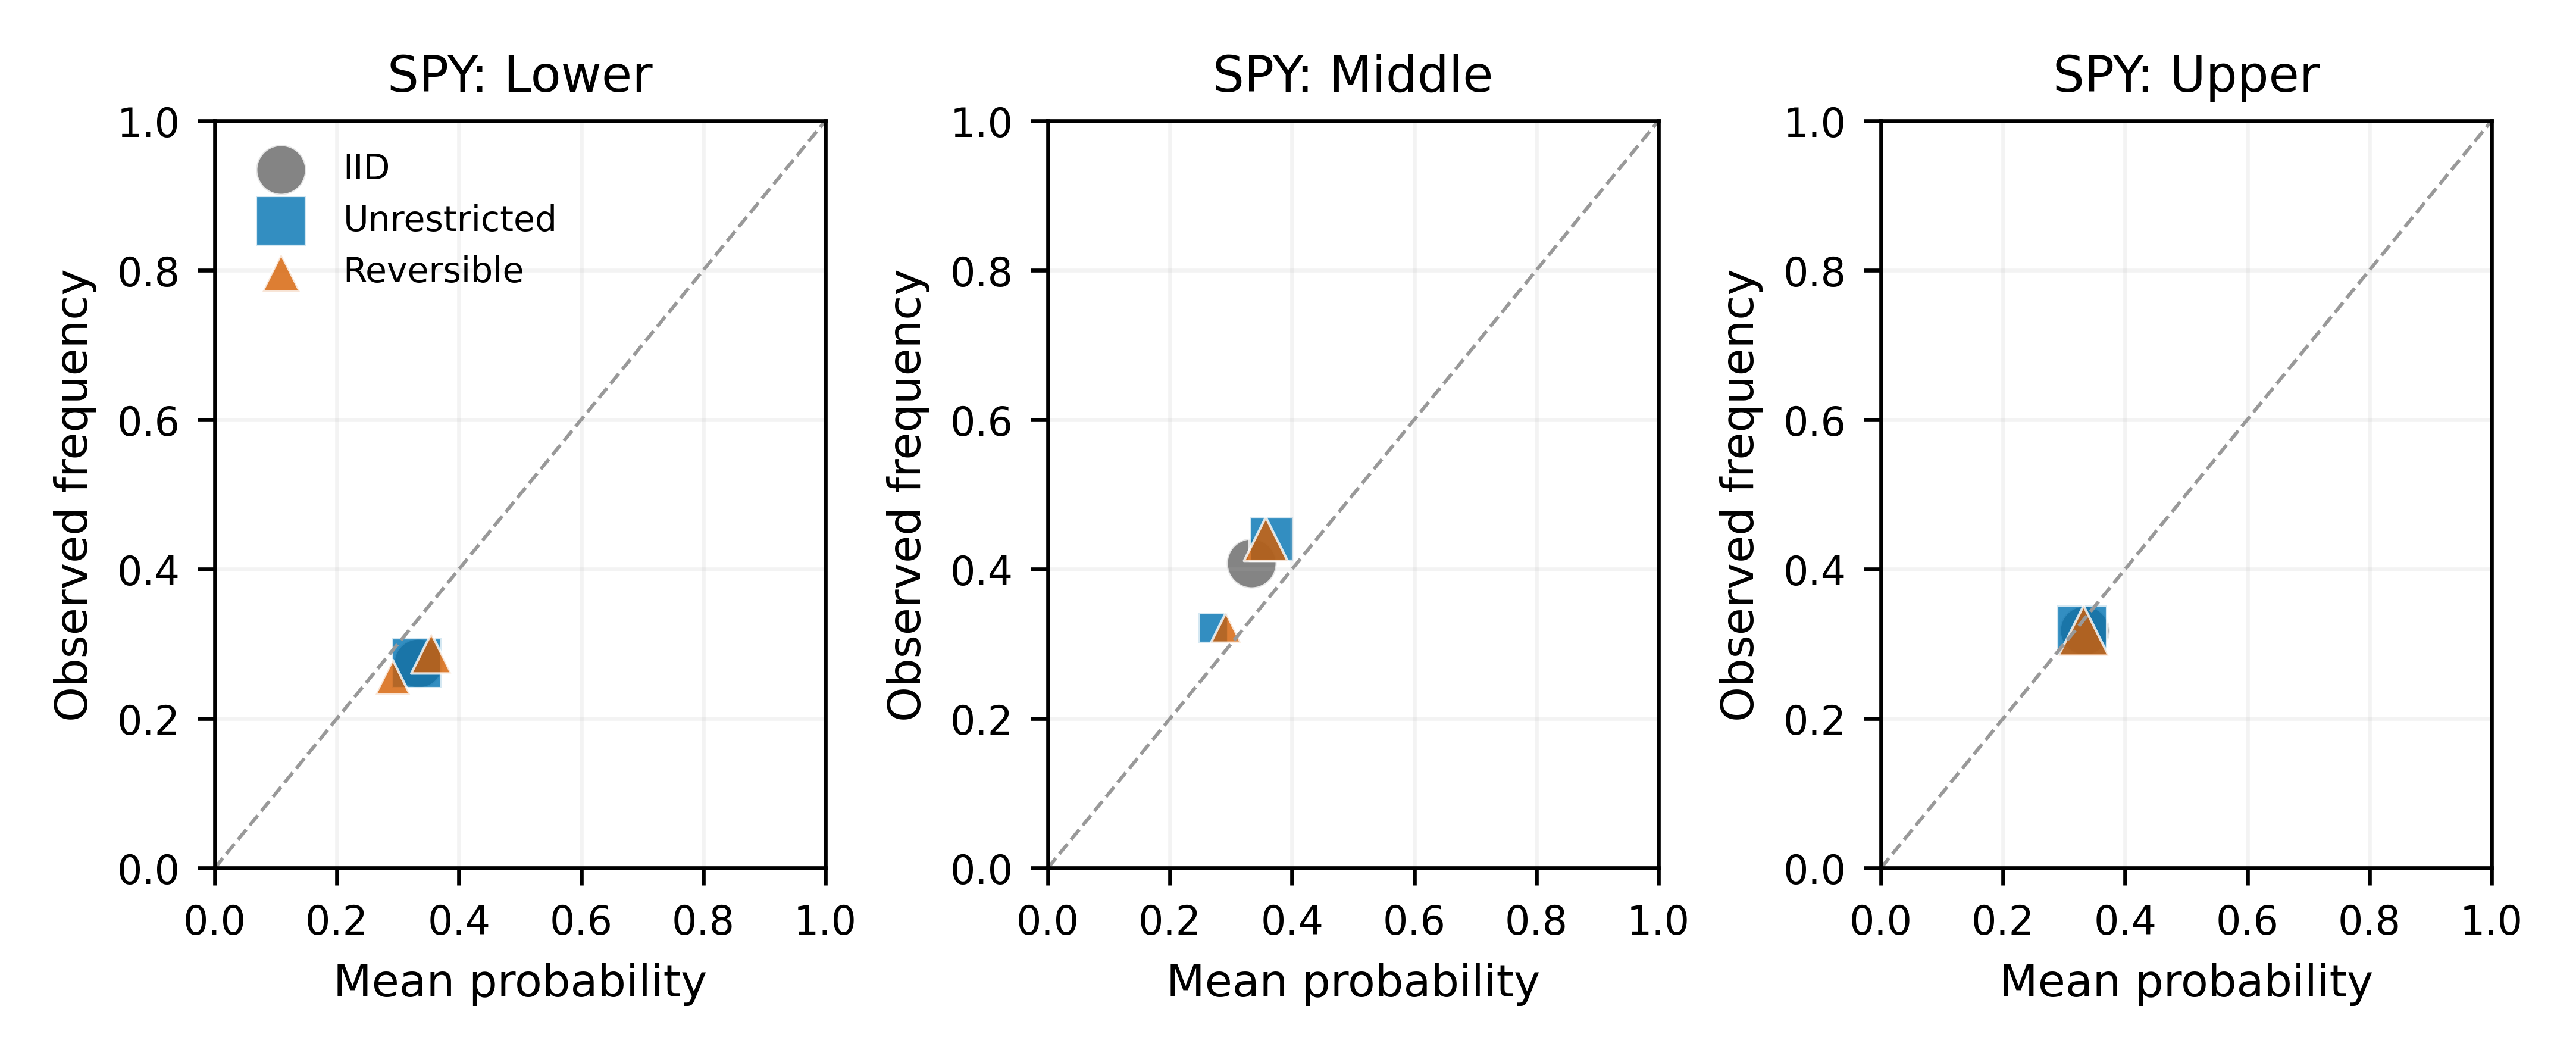 SPY: Lower
1.0
0.8
0.6
0.4
0.2
0.0
0.0 0.2 0.4 0.6 0.8 1.0
Observed frequency
Mean probability
IID
Unrestricted
Reversible
SPY: Middle
1.0
0.8
0.6
0.4
0.2
0.0
0.0 0.2 0.4 0.6 0.8 1.0
Observed frequency
Mean probability
SPY: Upper
1.0
0.8
0.6
0.4
0.2
0.0
0.0 0.2 0.4 0.6 0.8 1.0
Observed frequency
Mean probability